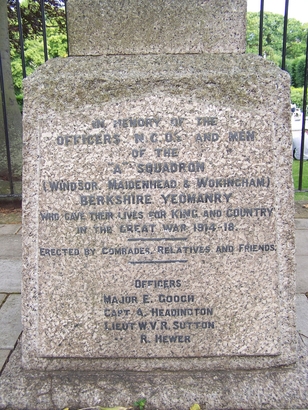 IN MEMORY OF THE
OFFICERS N.C.Os AND MEN
OF THE
"A" SQUADRON
(WINDSOR, MAIDENHEAD & WOKINGHAM)
BERKSHIRE YEOMANRY
WHO GAVE THEIR LIVES FOR KING AND COUNTRY
IN THE GREAT WAR 1914-18.
ERECTED BY COMRADES, RELATIVES AND FRIENDS.
OFFICERS
MAJOR E. GOOCH
CAPT A. HEADINGTON
LIEUT W.V.R. SUTTON
" R. HEWER